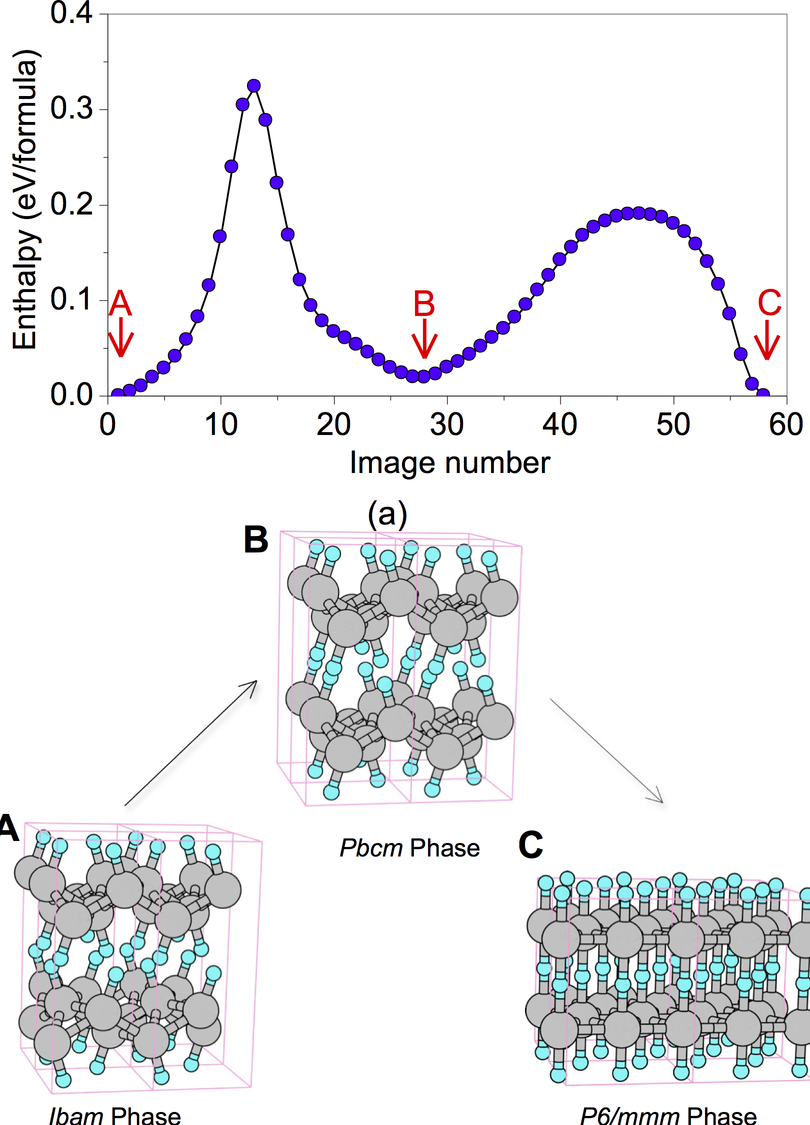 0.4
0.3
0.2
0.1
0.0
Enthalpy (eV/formula)
A
B
C
0 10 20 30 40 50 60
Image number
(a)
B
Pbcm Phase
A
C
Ibam Phase
P6/mmm Phase